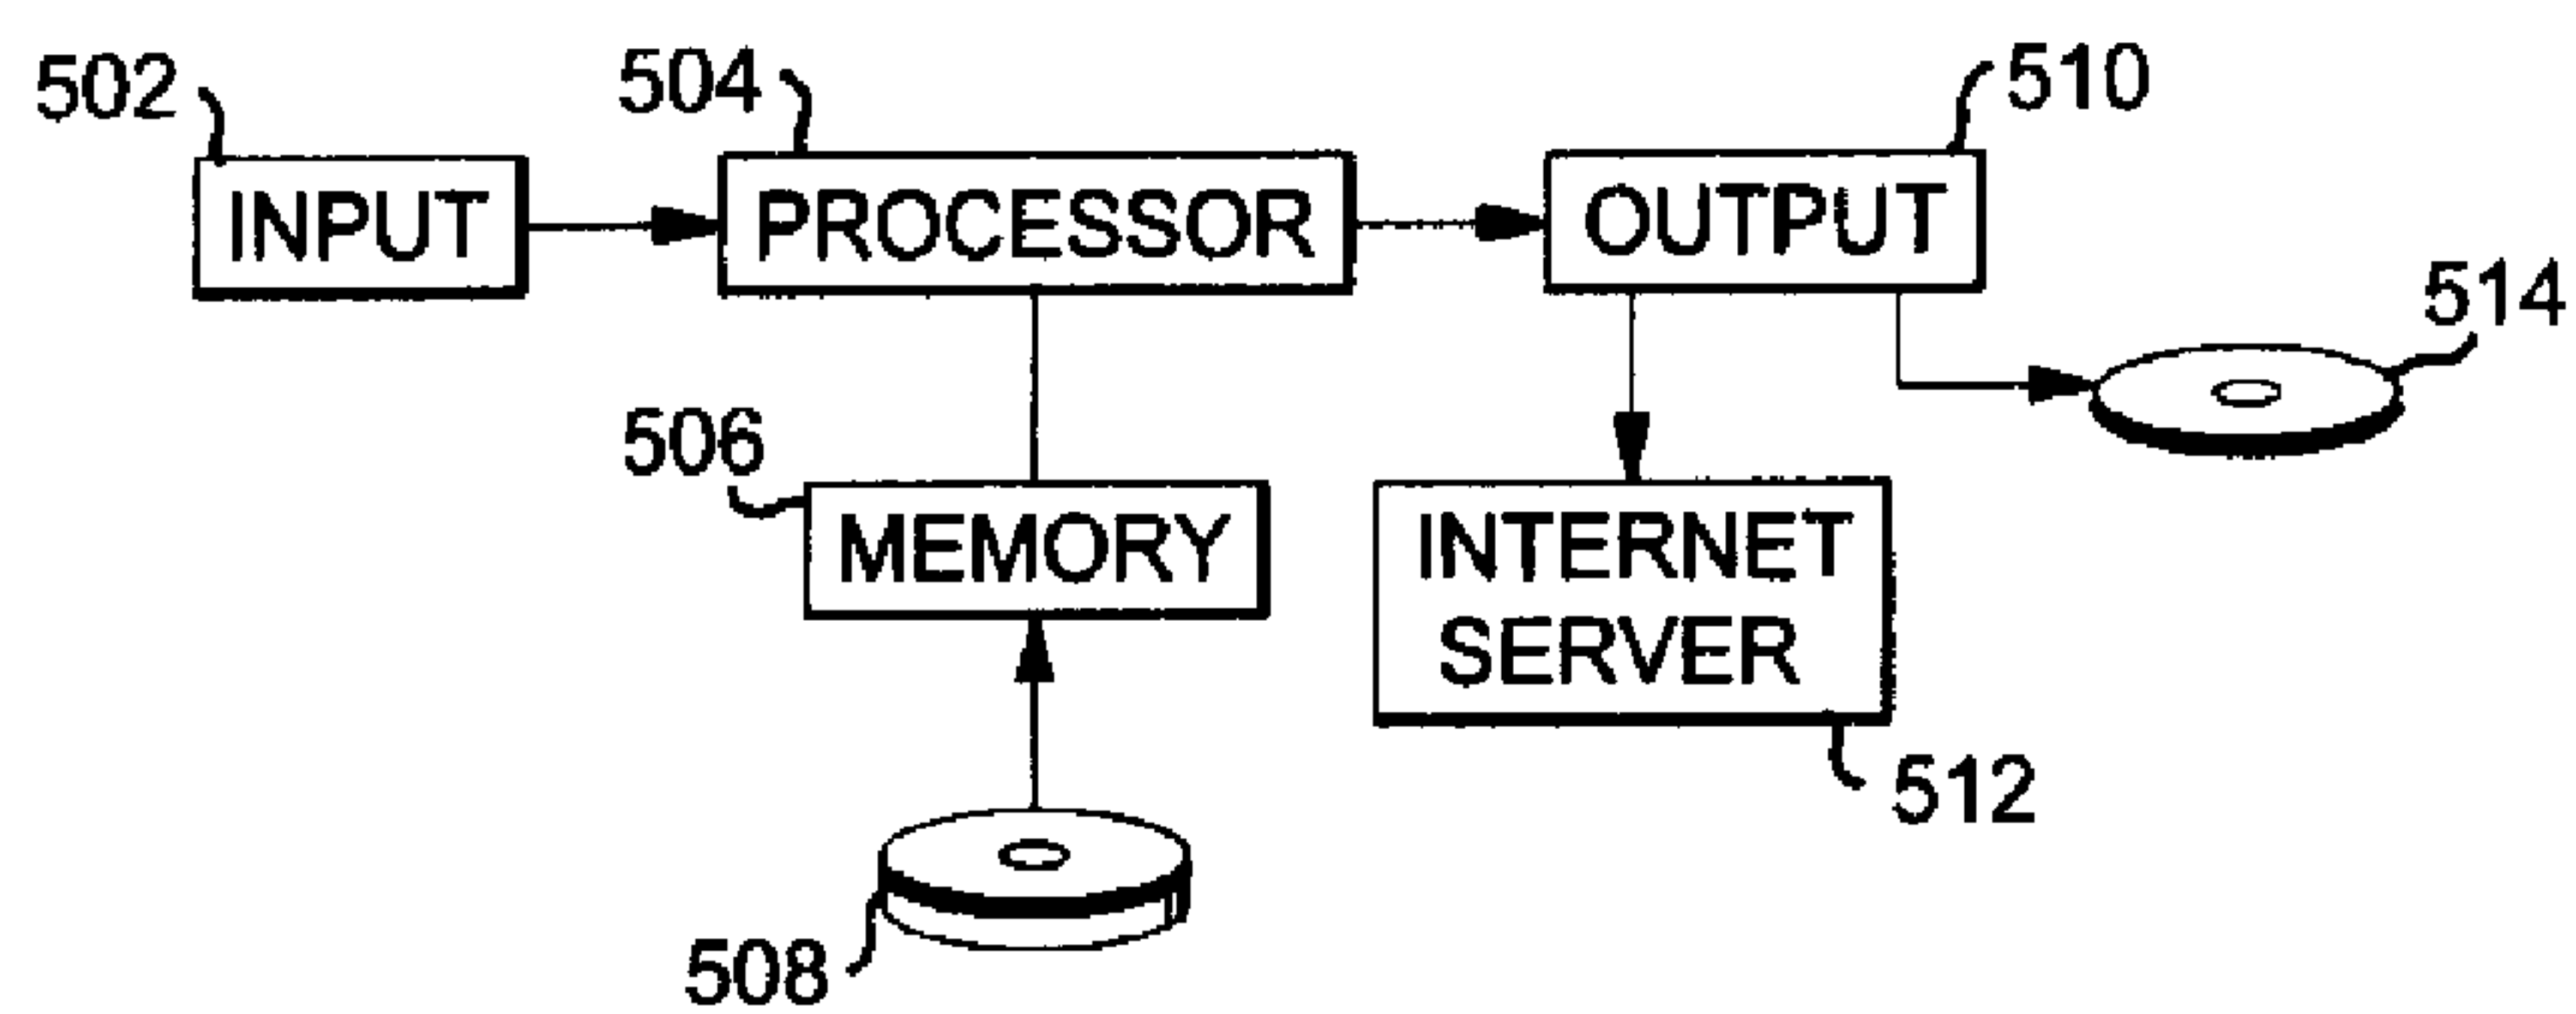 502
504
510
INPUT
PROCESSOR
OUTPUT
514
506
MEMORY
INTERNET
SERVER
512
508